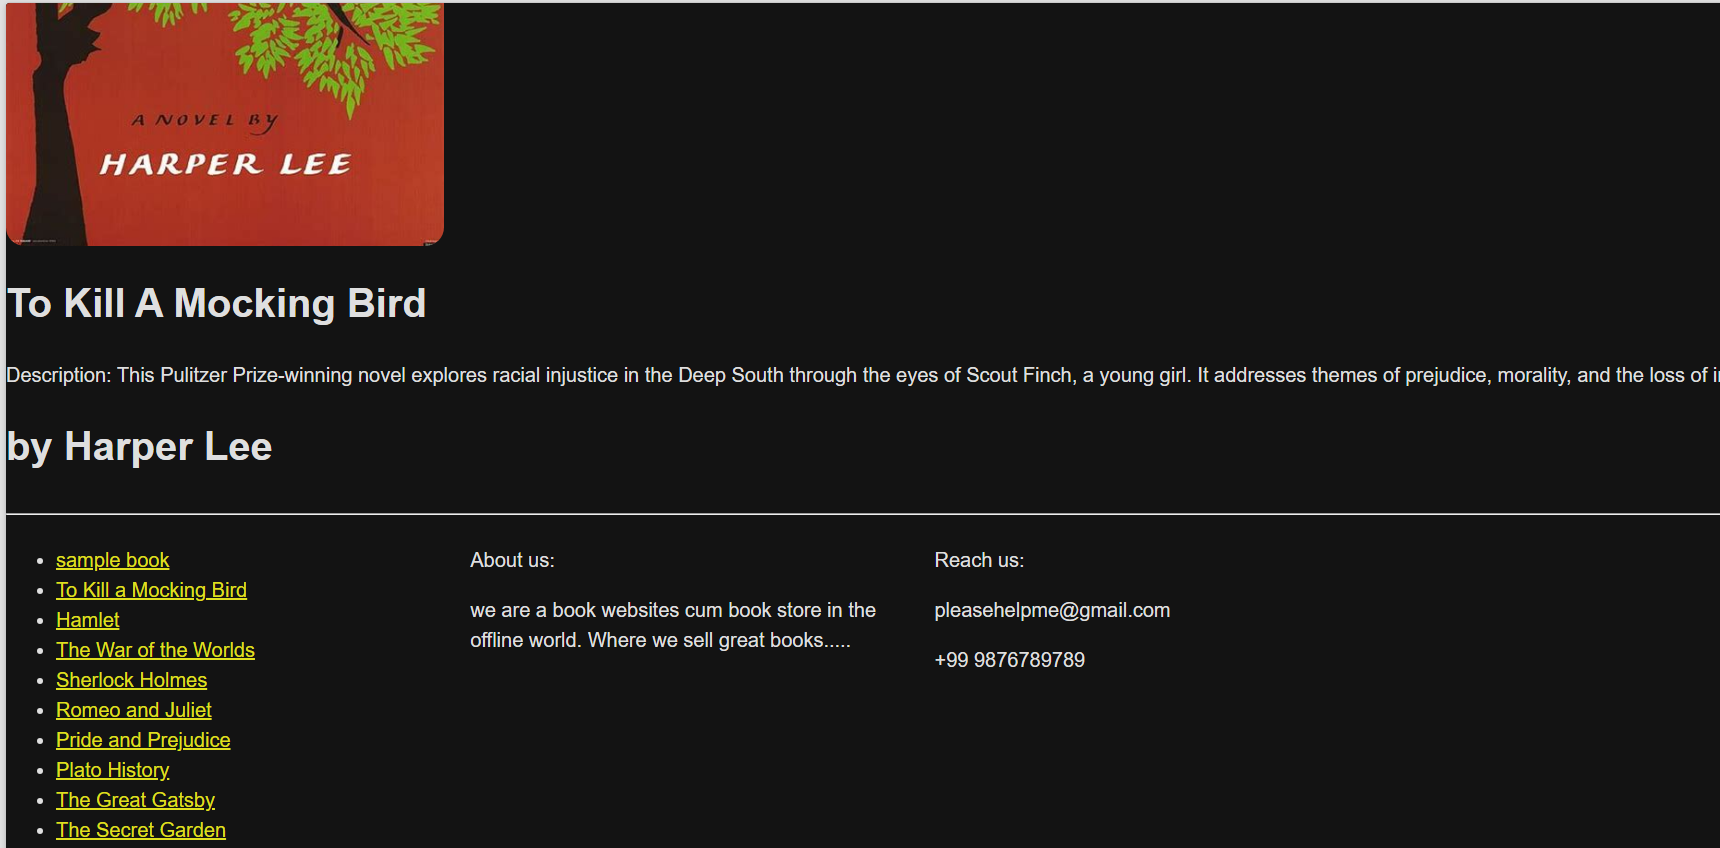 A NOVEL BY
HARPER LEE
To Kill A Mocking Bird
Description: This Pulitzer Prize-winning novel explores racial injustice in the Deep South through the eyes of Scout Finch, a young girl. It addresses themes of prejudice, morality, and the loss of
by Harper Lee
sample book
To Kill a Mocking Bird
Hamlet
The War of the Worlds
Sherlock Holmes
Romeo and Juliet
Pride and Prejudice
Plato History
The Great Gatsby
The Secret Garden
About us:
we are a book websites cum book store in the
offline world. Where we sell great books.....
Reach us:
pleasehelpme@gmail.com
+99 9876789789